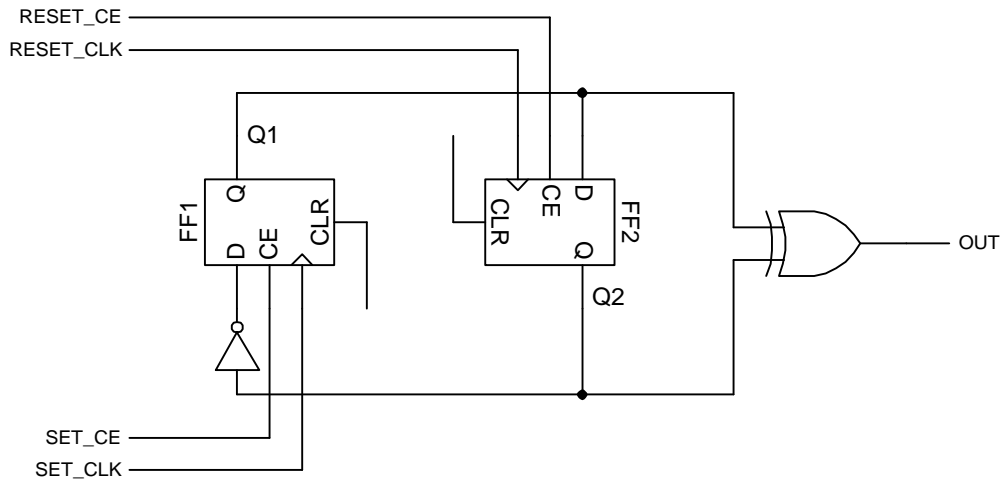 RESET_CE
RESET_CLK
Q1
FF1
Q
D
CE
CLR
CLR
CE
D
Q
FF2
Q2
OUT
SET_CE
SET_CLK